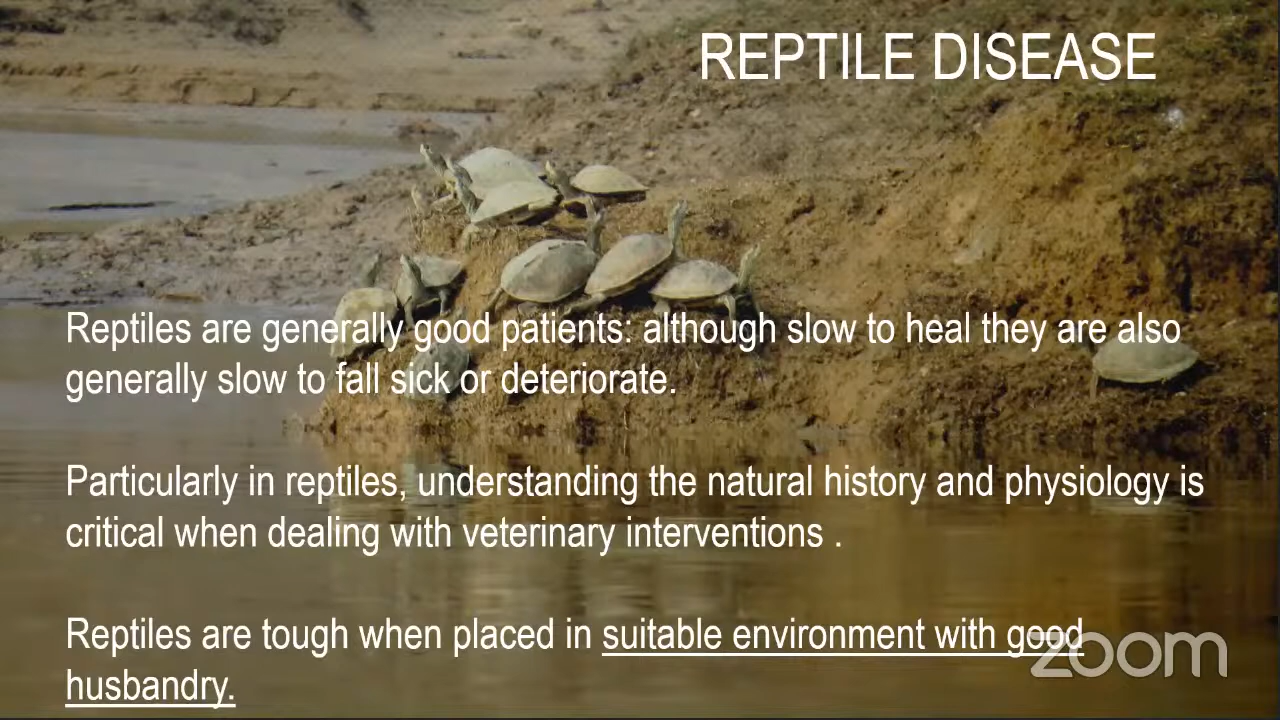 REPTILE DISEASE
Reptiles are generally good patients: although slow to heal they are also
generally slow to fall sick or deteriorate.
Particularly in reptiles, understanding the natural history and physiology is
critical when dealing with veterinary interventions .
Reptiles are tough when placed in suitable environment with good
husbandry.
zoom